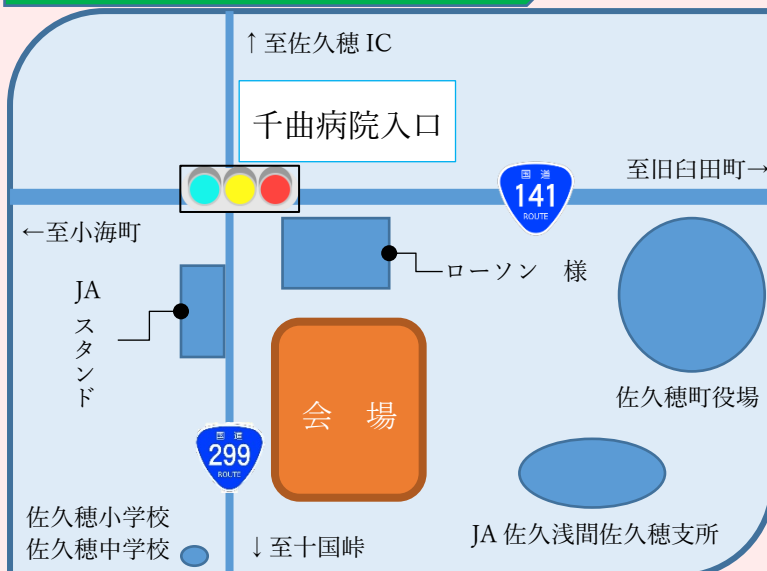 ↑至佐久穂 IC
千曲病院入口
国道
141
ROUTE
至旧臼田町→
←至小海町
ローソン　様
JA
スタンド
会　場
佐久穂町役場
国道
299
ROUTE
佐久穂小学校
佐久穂中学校
↓至十国峠
JA 佐久浅間佐久穂支所